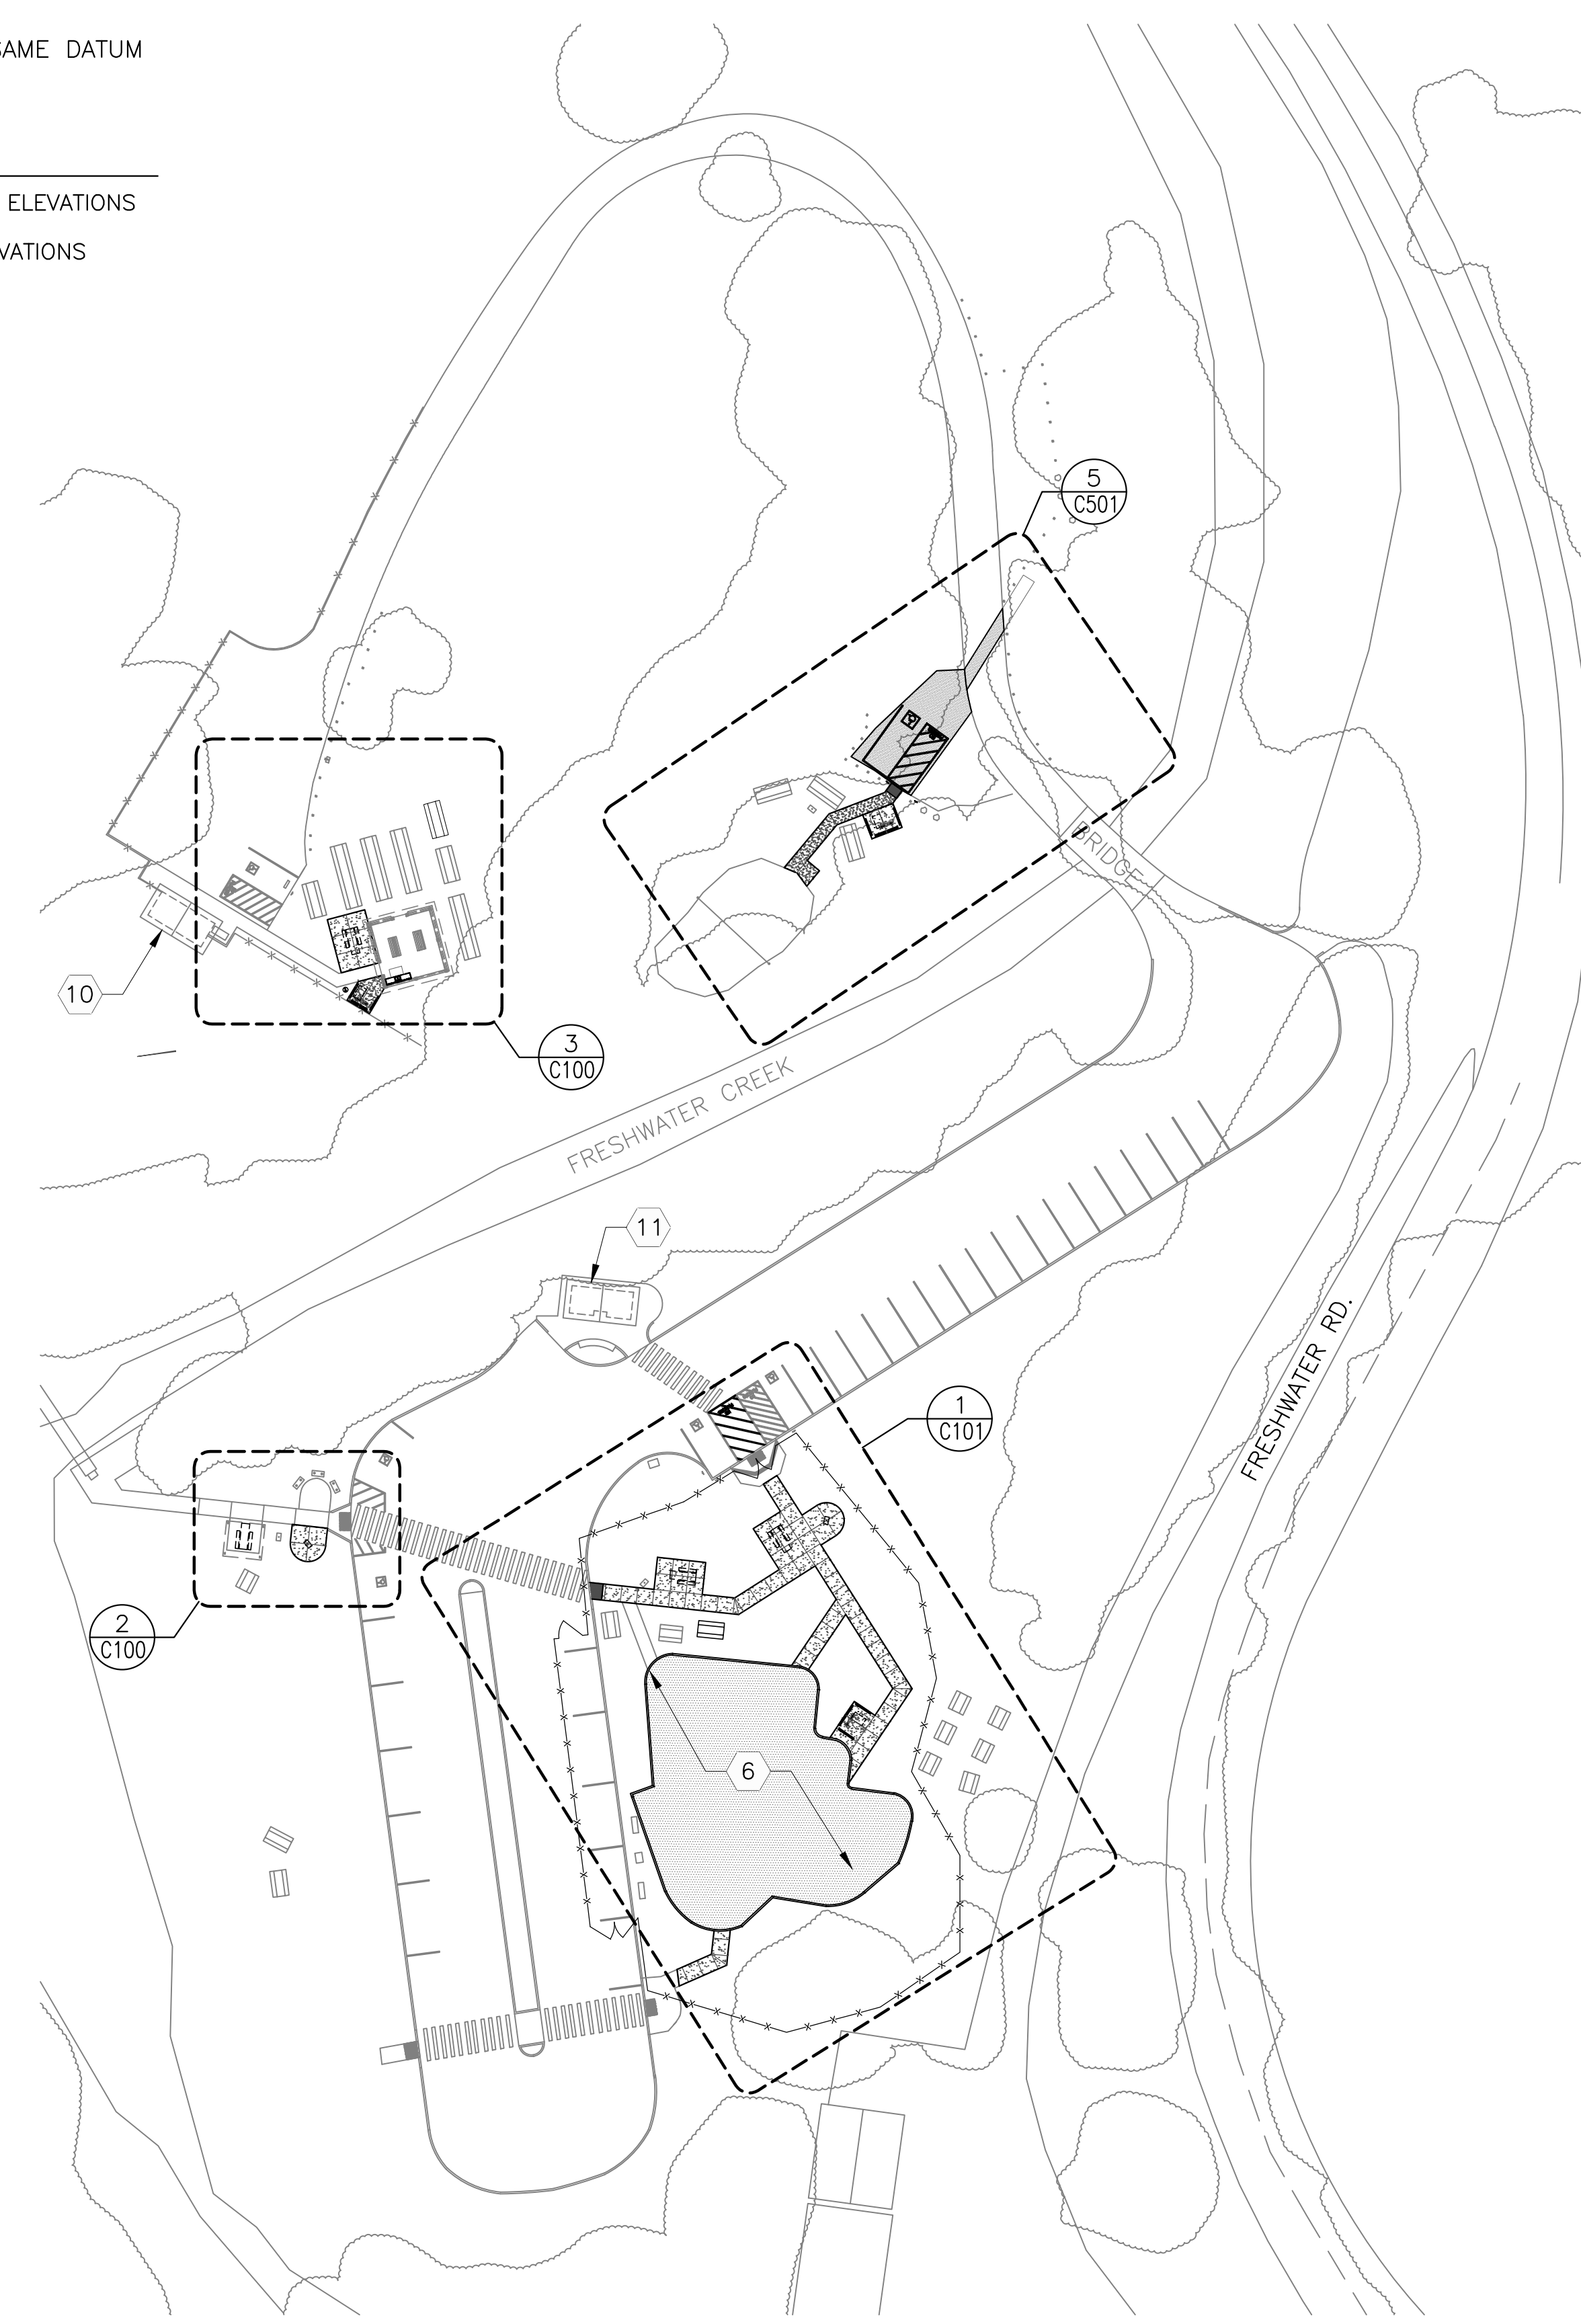 SAME DATUM
ELEVATIONS
VATIONS
5
C501
BRIDGE
10
3
C100
FRESHWATER CREEK
11
FRESHWATER RD.
1
C101
2
C100
6